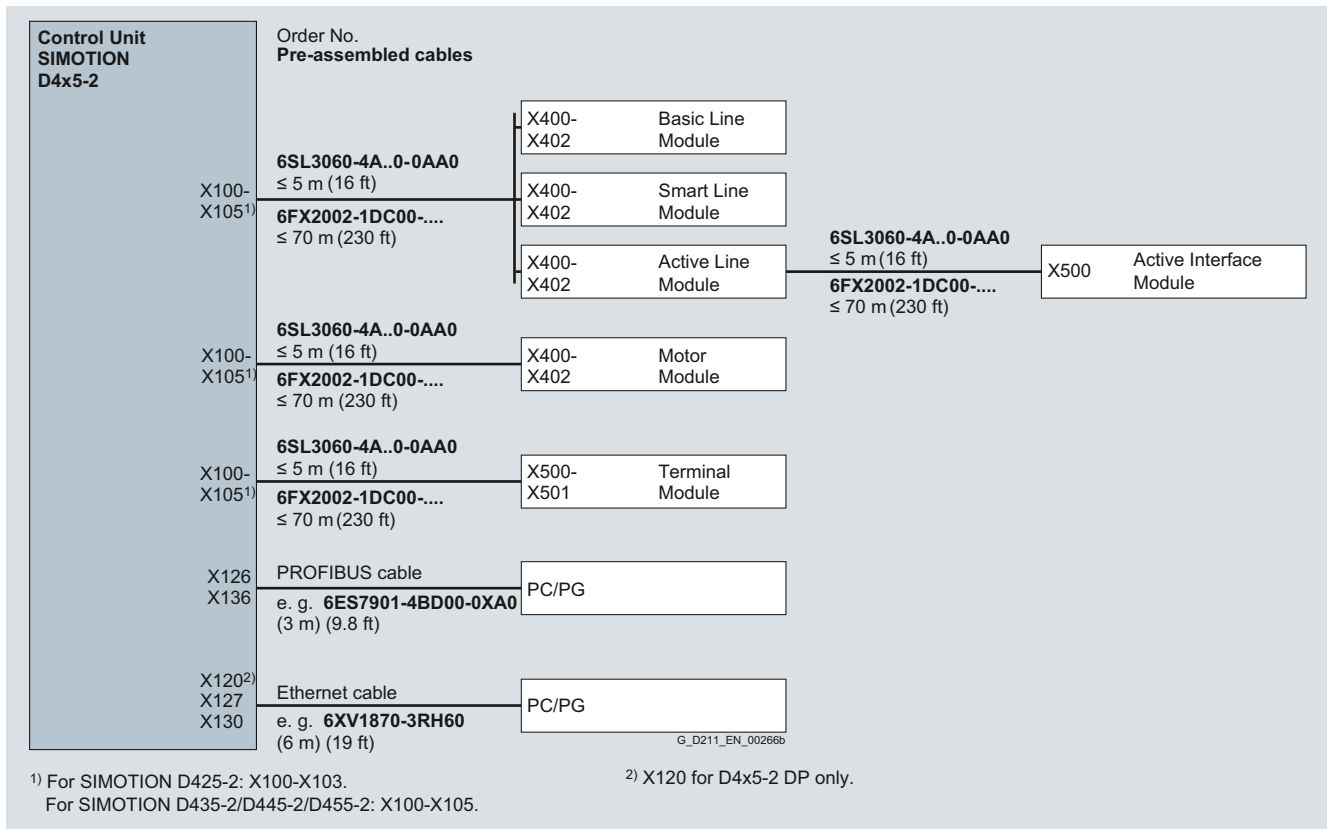 Control Unit
SIMOTION
D4x5-2
Order No.
Pre-assembled cables
X400-
X402
Basic Line
Module
6SL3060-4A..0-0AA0
≤ 5 m (16 ft)
X100-
X105¹⁾
6FX2002-1DC00-....
≤ 70 m (230 ft)
X400-
X402
Smart Line
Module
X400-
X402
Active Line
Module
6SL3060-4A..0-0AA0
≤ 5 m (16 ft)
6FX2002-1DC00-....
≤ 70 m (230 ft)
X500
Active Interface
Module
6SL3060-4A..0-0AA0
≤ 5 m (16 ft)
X100-
X105¹⁾
6FX2002-1DC00-....
≤ 70 m (230 ft)
X400-
X402
Motor
Module
6SL3060-4A..0-0AA0
≤ 5 m (16 ft)
X100-
X105¹⁾
6FX2002-1DC00-....
≤ 70 m (230 ft)
X500-
X501
Terminal
Module
X126
X136
PROFIBUS cable
e. g. 6ES7901-4BD00-0XA0
(3 m) (9.8 ft)
PC/PG
X120²⁾
X127
X130
Ethernet cable
e. g. 6XV1870-3RH60
(6 m) (19 ft)
PC/PG
G_D211_EN_00266b
¹⁾ For SIMOTION D425-2: X100-X103.
For SIMOTION D435-2/D445-2/D455-2: X100-X105.
²⁾ X120 for D4x5-2 DP only.